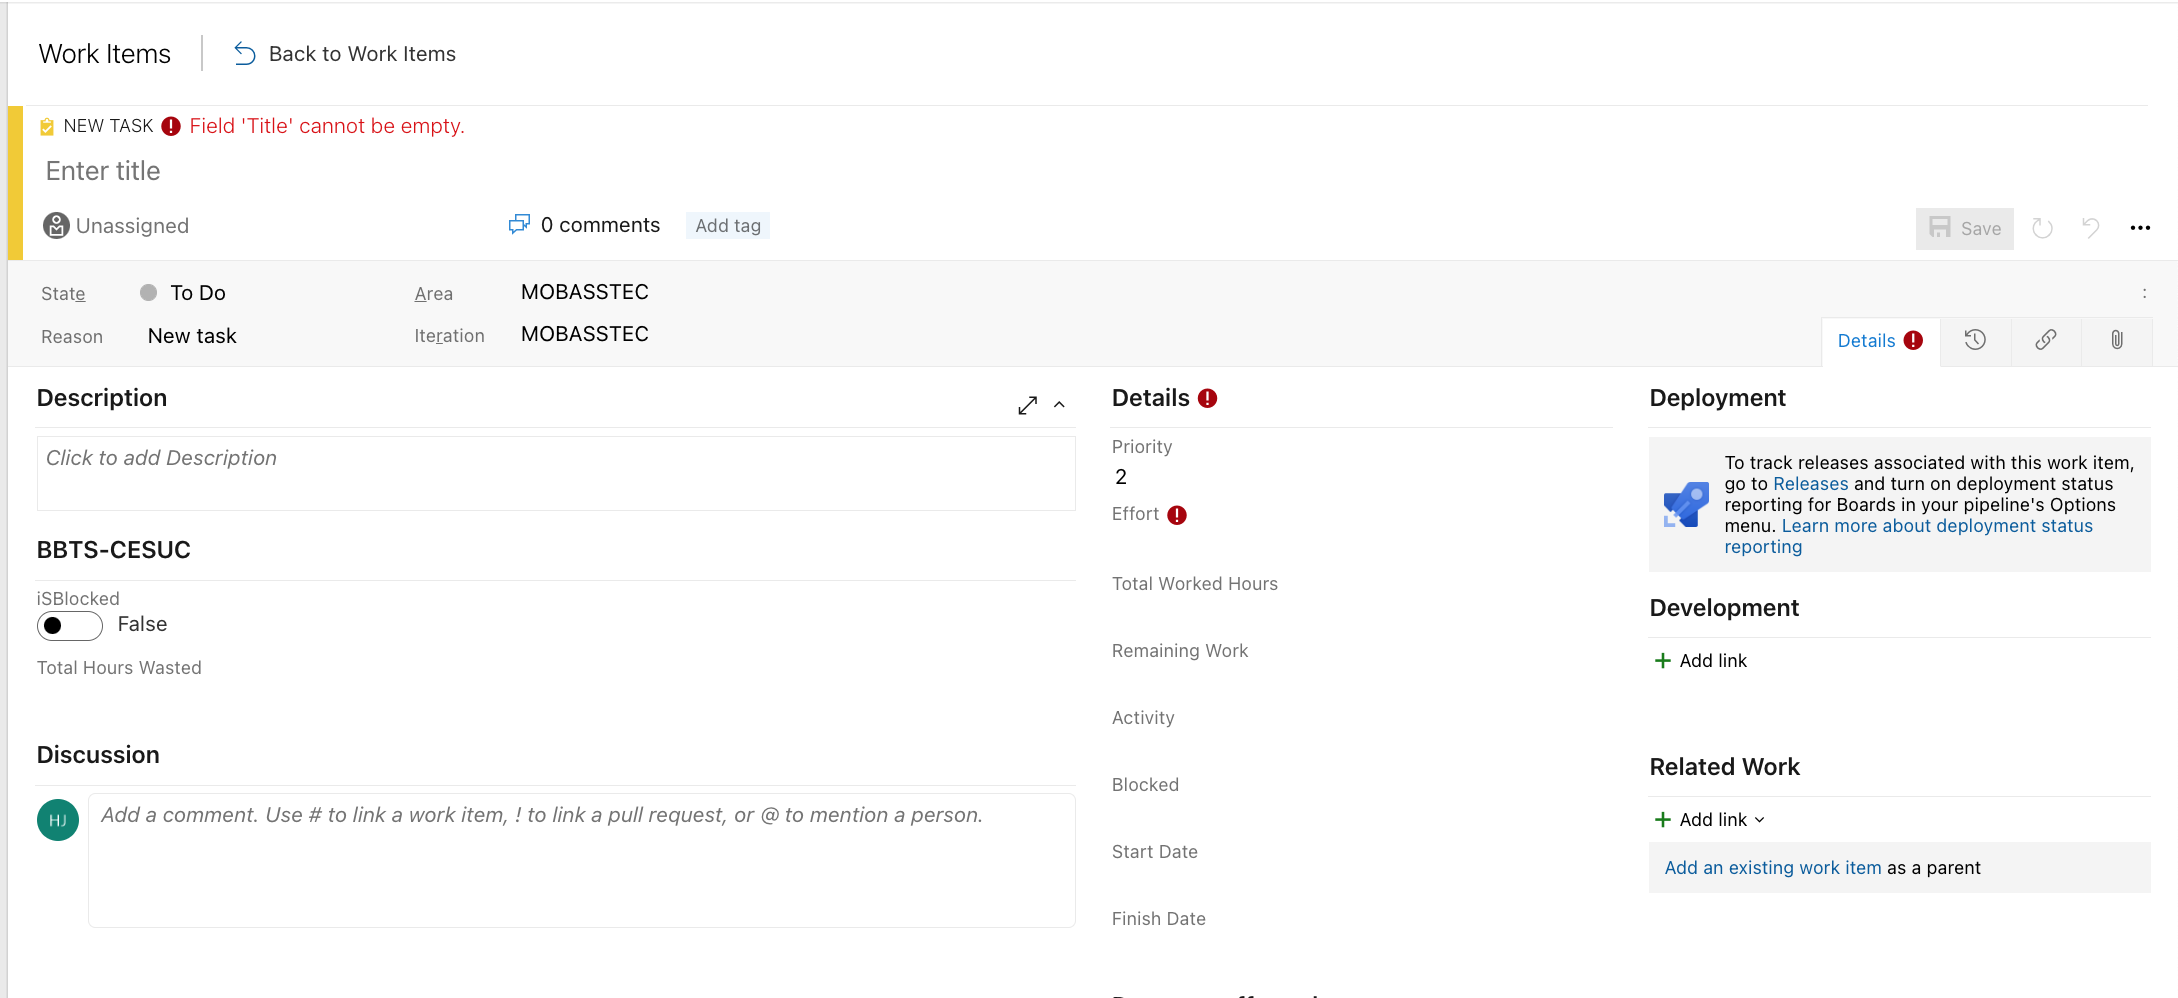 Work Items
Back to Work Items
NEW TASK
Field 'Title' cannot be empty.
Enter title
Unassigned
0 comments
Add tag
Save
State
To Do
Area
MOBASSTEC
Reason
New task
Iteration
MOBASSTEC
Details
Description
Click to add Description
BBTS-CESUC
iSBlocked
False
Total Hours Wasted
Discussion
HJ
Add a comment. Use # to link a work item, ! to link a pull request, or @ to mention a person.
Details
Priority
2
Effort
Total Worked Hours
Remaining Work
Activity
Blocked
Start Date
Finish Date
Deployment
To track releases associated with this work item,
go to Releases and turn on deployment status
reporting for Boards in your pipeline's Options
menu. Learn more about deployment status
reporting
Development
Add link
Related Work
Add link
Add an existing work item as a parent